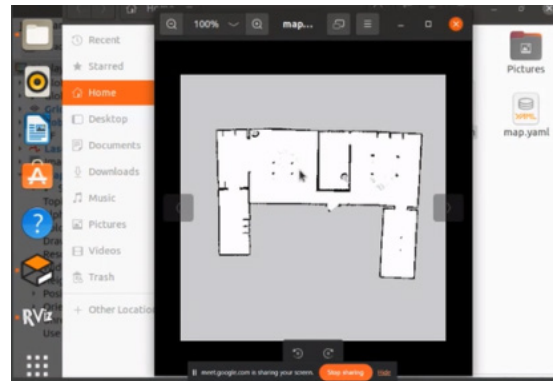 100%
map...
Recent
Starred
Home
Desktop
Documents
Downloads
Music
Pictures
Videos
Trash
+ Other Locatio
Pictures
map.yaml
RViz
meet.google.com is sharing your screen.
Stop sharing
Hide